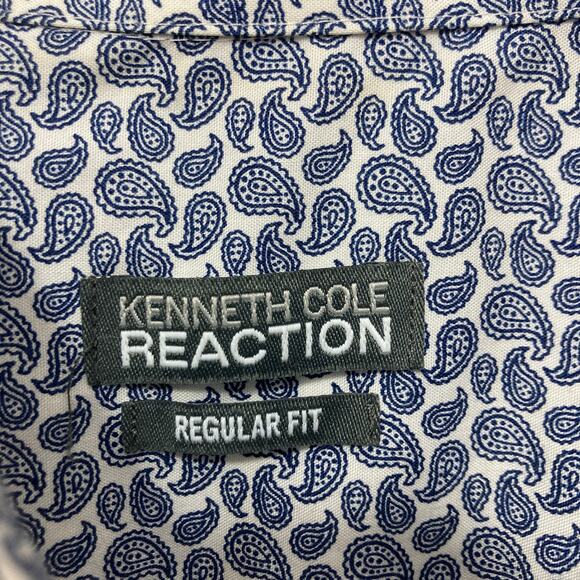 KENNETH COLE
REACTION
REGULAR FIT